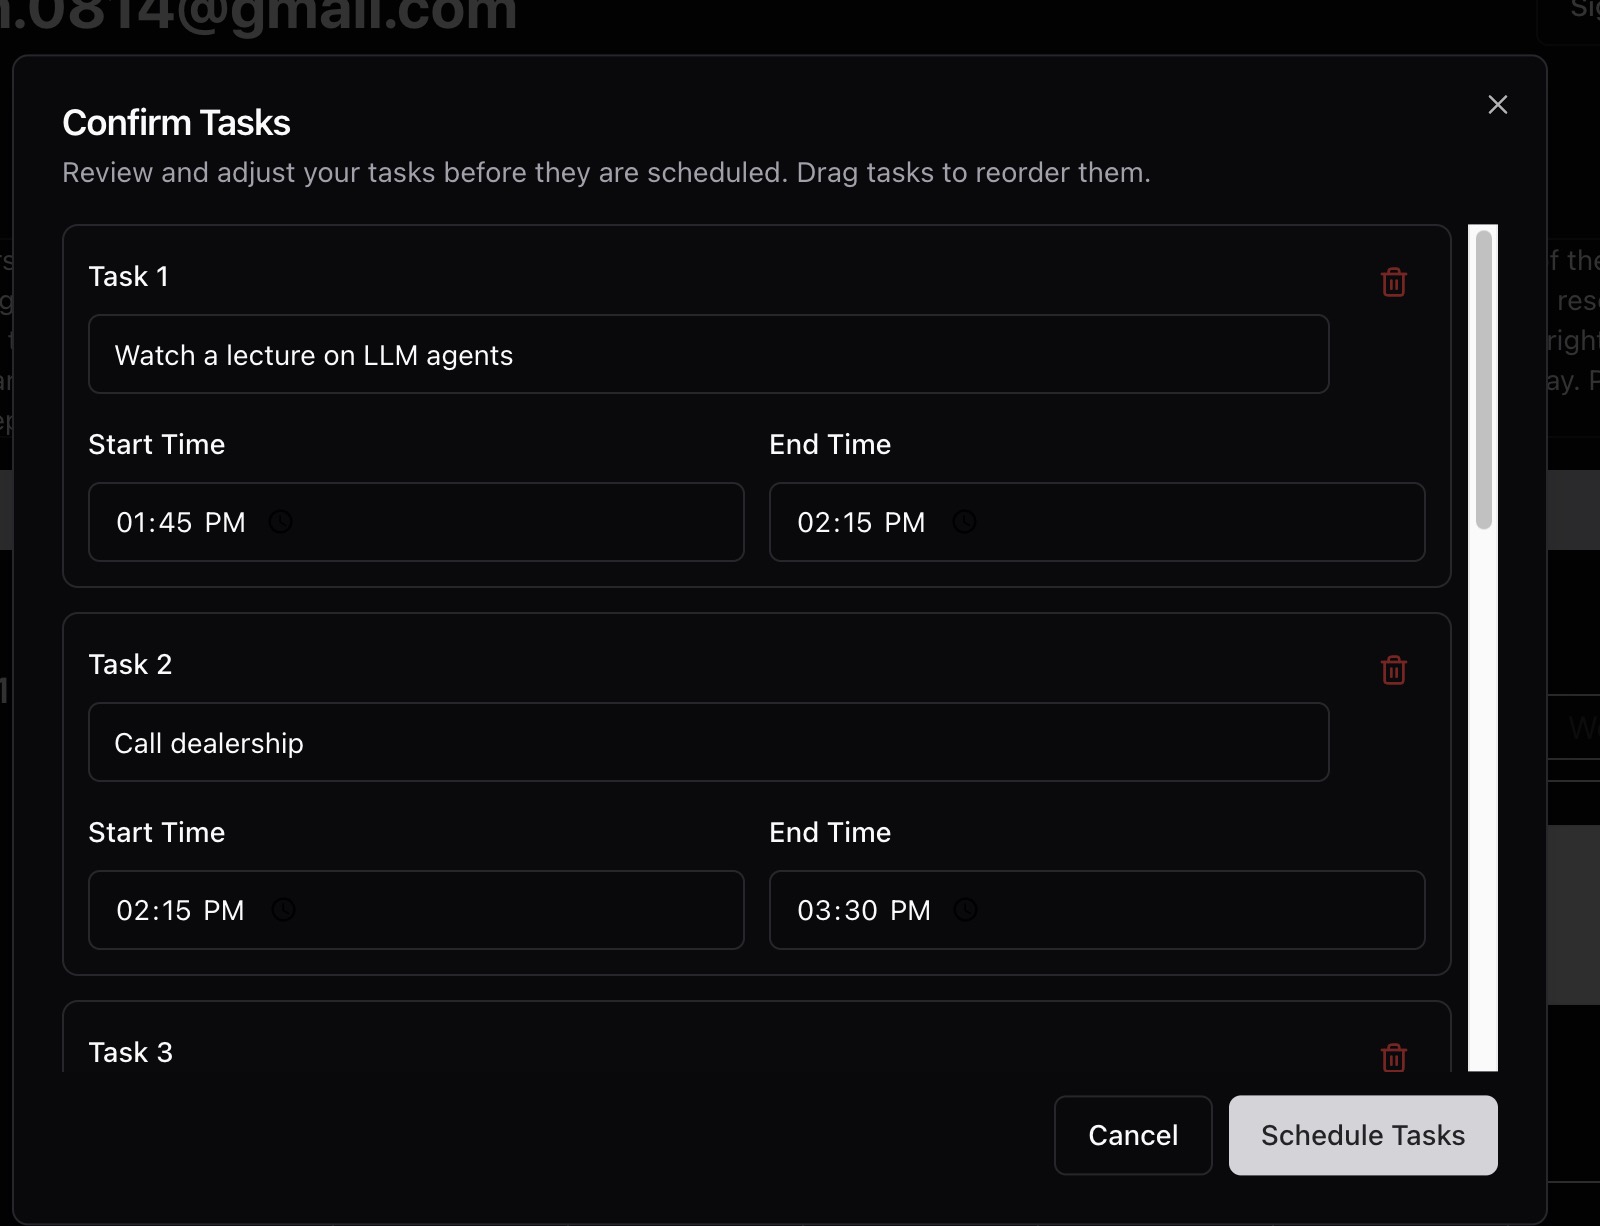 .0814@gmail.com
Confirm Tasks
Review and adjust your tasks before they are scheduled. Drag tasks to reorder them.
Task 1
Watch a lecture on LLM agents
Start Time
End Time
01:45 PM
02:15 PM
Task 2
Call dealership
Start Time
End Time
02:15 PM
03:30 PM
Task 3
Cancel
Schedule Tasks